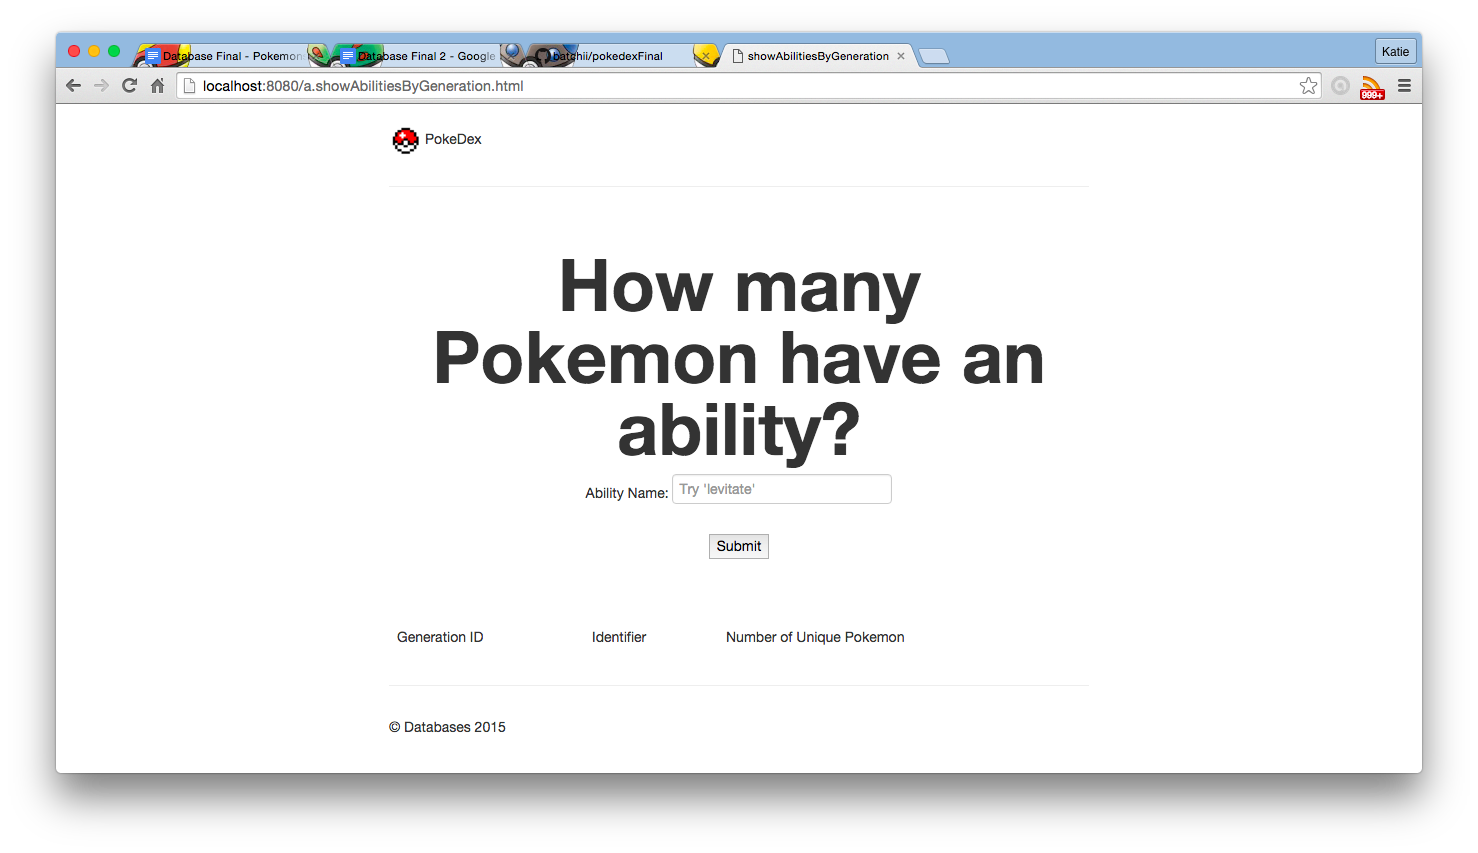 Database Final - Pokemon
Database Final 2 - Google
batchii/pokedexFinal
showAbilitiesByGeneration
Katie
localhost:8080/a.showAbilitiesByGeneration.html
999+
PokeDex
How many
Pokemon have an
ability?
Ability Name: Try 'levitate'
Submit
Generation ID Identifier Number of Unique Pokemon
© Databases 2015